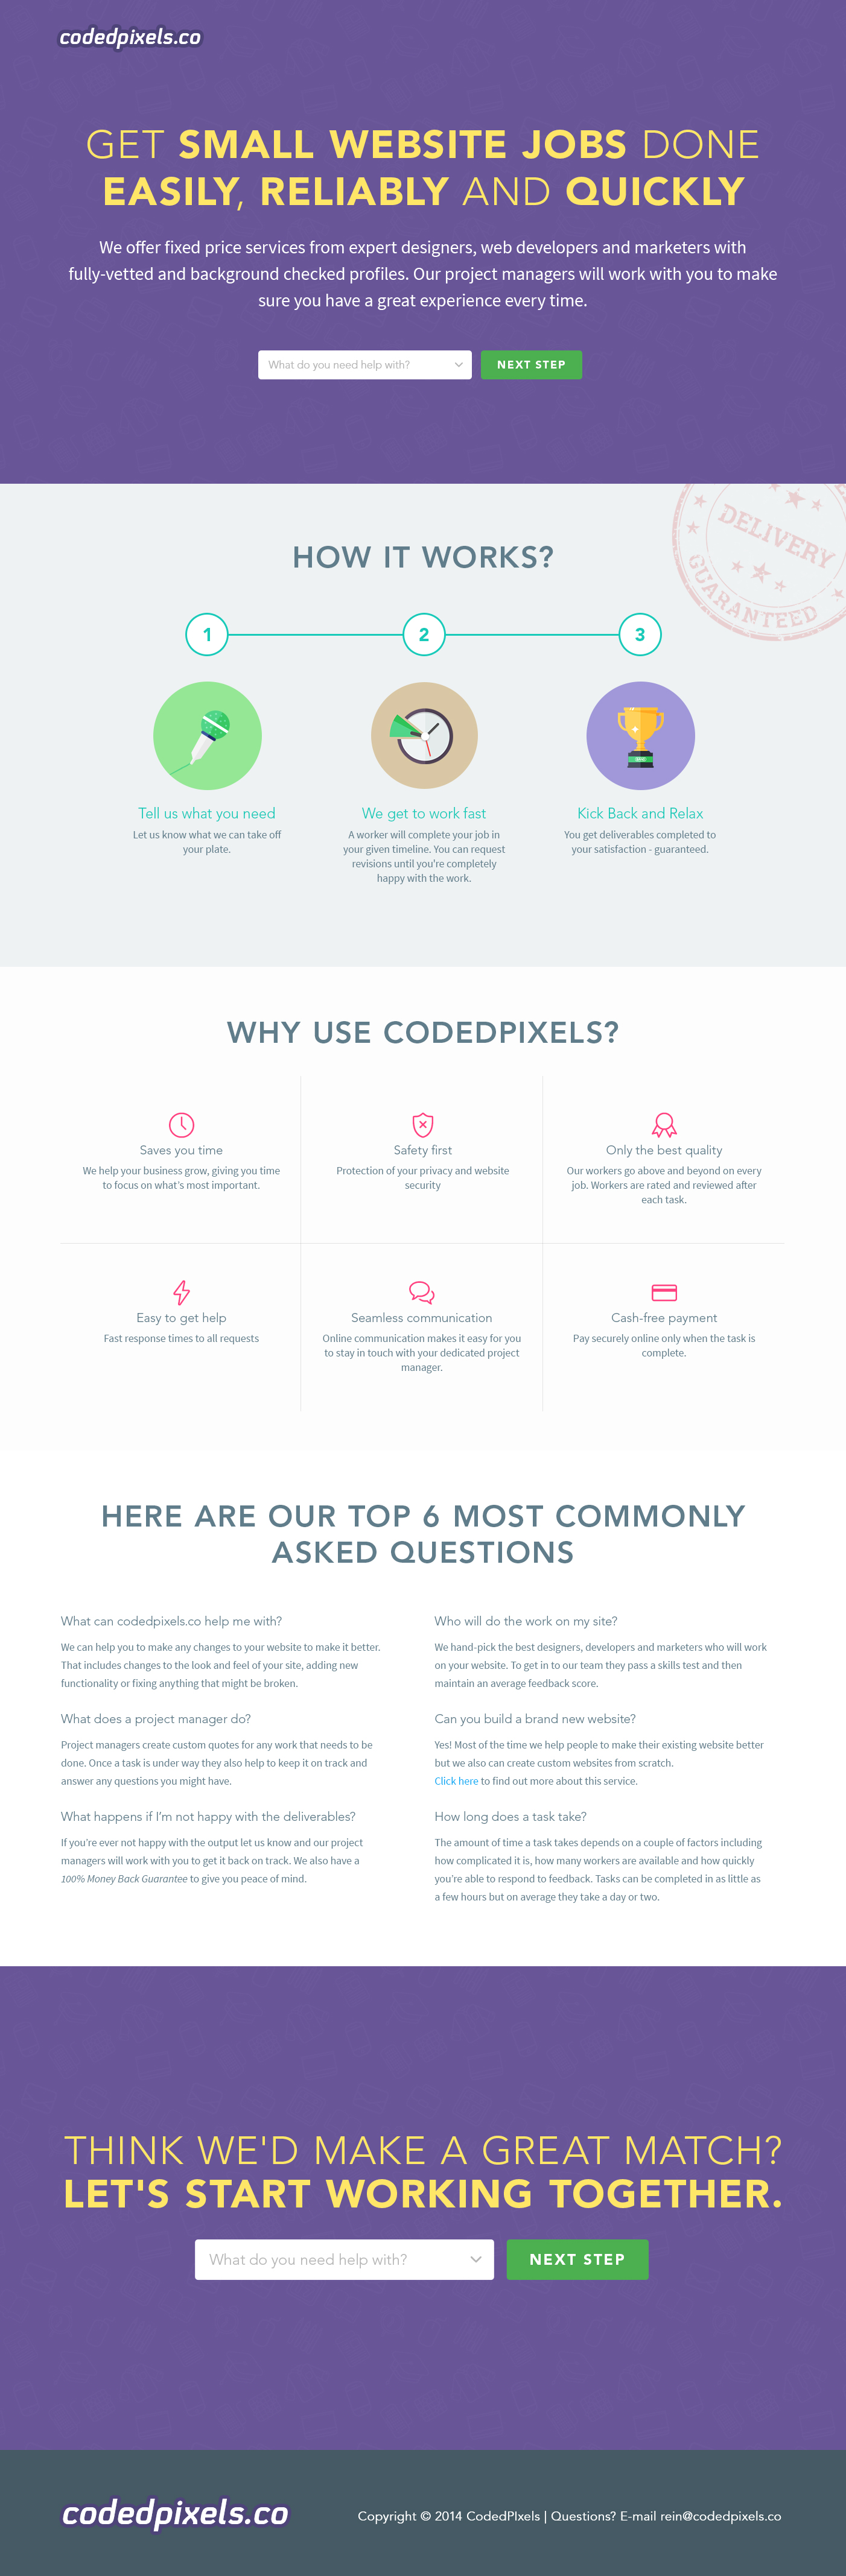 codedpixels.co
GET SMALL WEBSITE JOBS DONE
EASILY, RELIABLY AND QUICKLY
We offer fixed price services from expert designers, web developers and marketers with
fully-vetted and background checked profiles. Our project managers will work with you to make
sure you have a great experience every time.
What do you need help with?
NEXT STEP
DELIVERY
GUARANTEED
HOW IT WORKS?
1
2
3
Tell us what you need
Let us know what we can take off
your plate.
We get to work fast
A worker will complete your job in
your given timeline. You can request
revisions until you're completely
happy with the work.
Kick Back and Relax
You get deliverables completed to
your satisfaction - guaranteed.
WHY USE CODEDPIXELS?
Saves you time
We help your business grow, giving you time
to focus on what's most important.
Safety first
Protection of your privacy and website
security
Only the best quality
Our workers go above and beyond on every
job. Workers are rated and reviewed after
each task.
Easy to get help
Fast response times to all requests
Seamless communication
Online communication makes it easy for you
to stay in touch with your dedicated project
manager.
Cash-free payment
Pay securely online only when the task is
complete.
HERE ARE OUR TOP 6 MOST COMMONLY
ASKED QUESTIONS
What can codedpixels.co help me with?
We can help you to make any changes to your website to make it better.
That includes changes to the look and feel of your site, adding new
functionality or fixing anything that might be broken.
What does a project manager do?
Project managers create custom quotes for any work that needs to be
done. Once a task is under way they also help to keep it on track and
answer any questions you might have.
What happens if I'm not happy with the deliverables?
If you're ever not happy with the output let us know and our project
managers will work with you to get it back on track. We also have a
100% Money Back Guarantee to give you peace of mind.
Who will do the work on my site?
We hand-pick the best designers, developers and marketers who will work
on your website. To get in to our team they pass a skills test and then
maintain an average feedback score.
Can you build a brand new website?
Yes! Most of the time we help people to make their existing website better
but we also can create custom websites from scratch.
Click here to find out more about this service.
How long does a task take?
The amount of time a task takes depends on a couple of factors including
how complicated it is, how many workers are available and how quickly
you're able to respond to feedback. Tasks can be completed in as little as
a few hours but on average they take a day or two.
THINK WE'D MAKE A GREAT MATCH?
LET'S START WORKING TOGETHER.
What do you need help with?
NEXT STEP
codedpixels.co
Copyright © 2014 CodedPIxels | Questions? E-mail rein@codedpixels.co